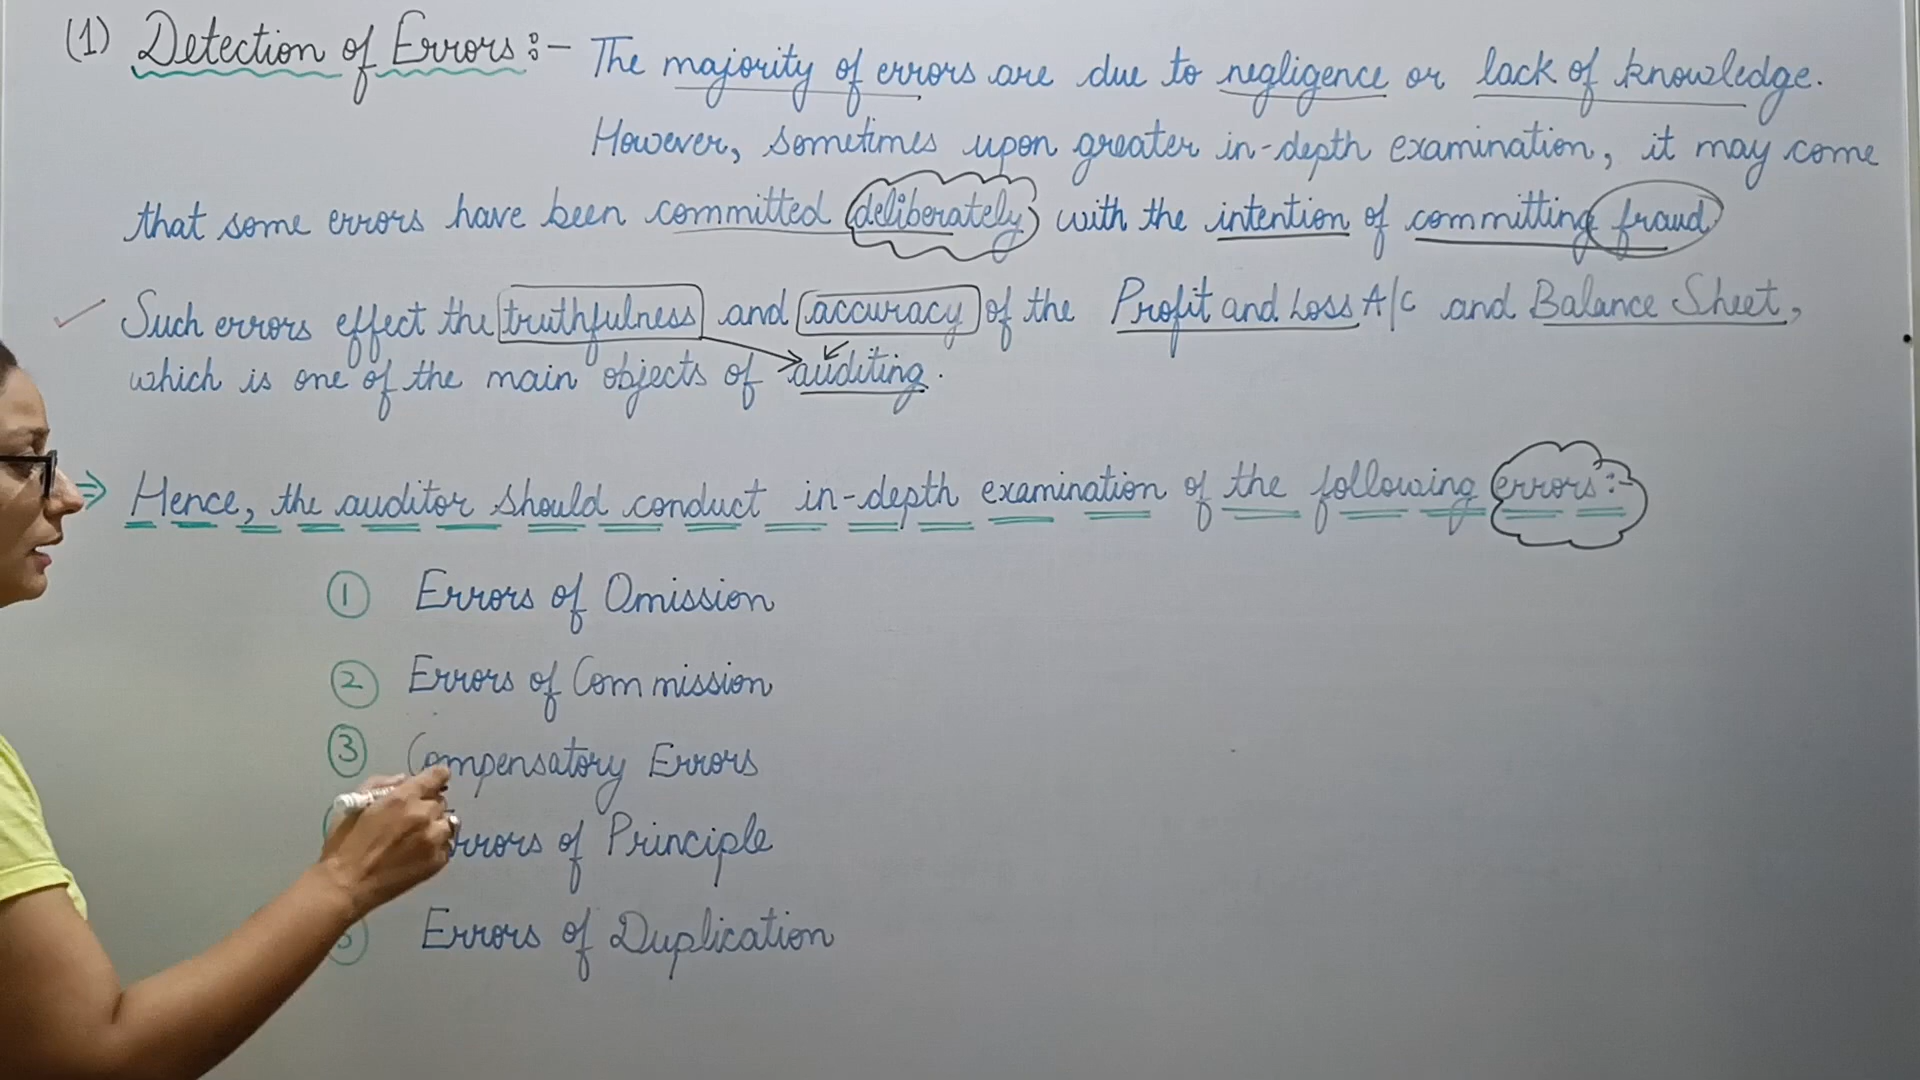 (1) Detection of Errors :- The majority of errors are due to negligence or lack of knowledge.
However, sometimes upon greater in-depth examination, it may come
that some errors have been committed deliberately with the intention of committing fraud
Such errors effect the truthfulness and accuracy of the Profit and Loss A/C and Balance Sheet,
which is one of the main objects of auditing.
⇒ Hence, the auditor should conduct in-depth examination of the following errors:-
1 Errors of Omission
2 Errors of Commission
3 Compensatory Errors
Errors of Principle
5 Errors of Duplication